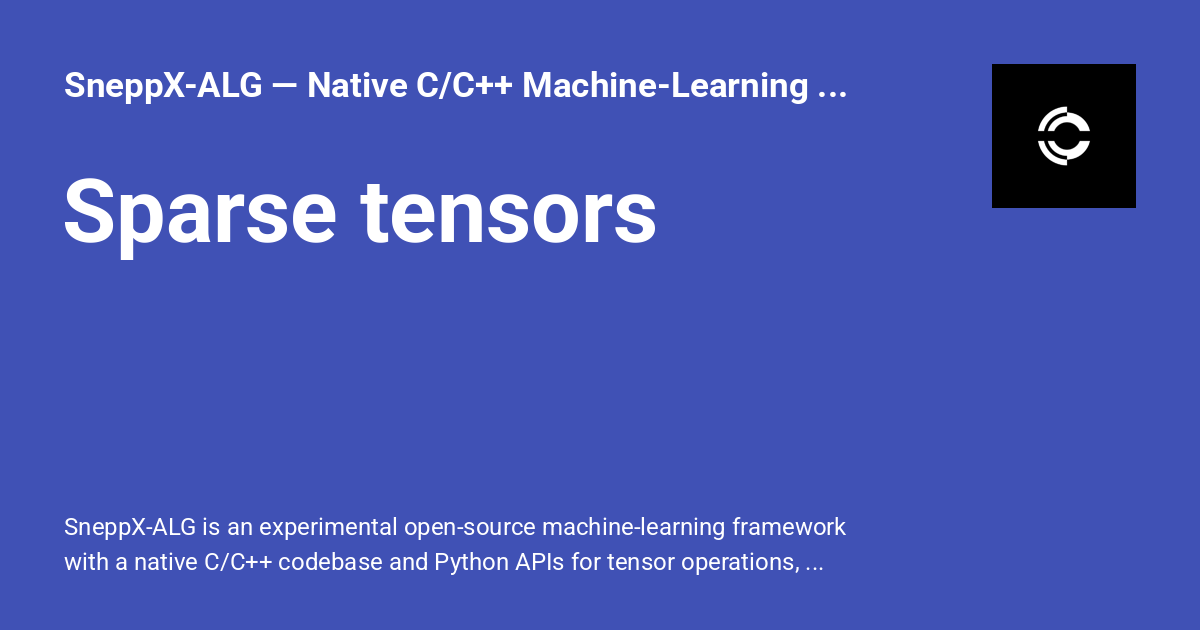 SneppX-ALG — Native C/C++ Machine-Learning ...
Sparse tensors
SneppX-ALG is an experimental open-source machine-learning framework
with a native C/C++ codebase and Python APIs for tensor operations, ...